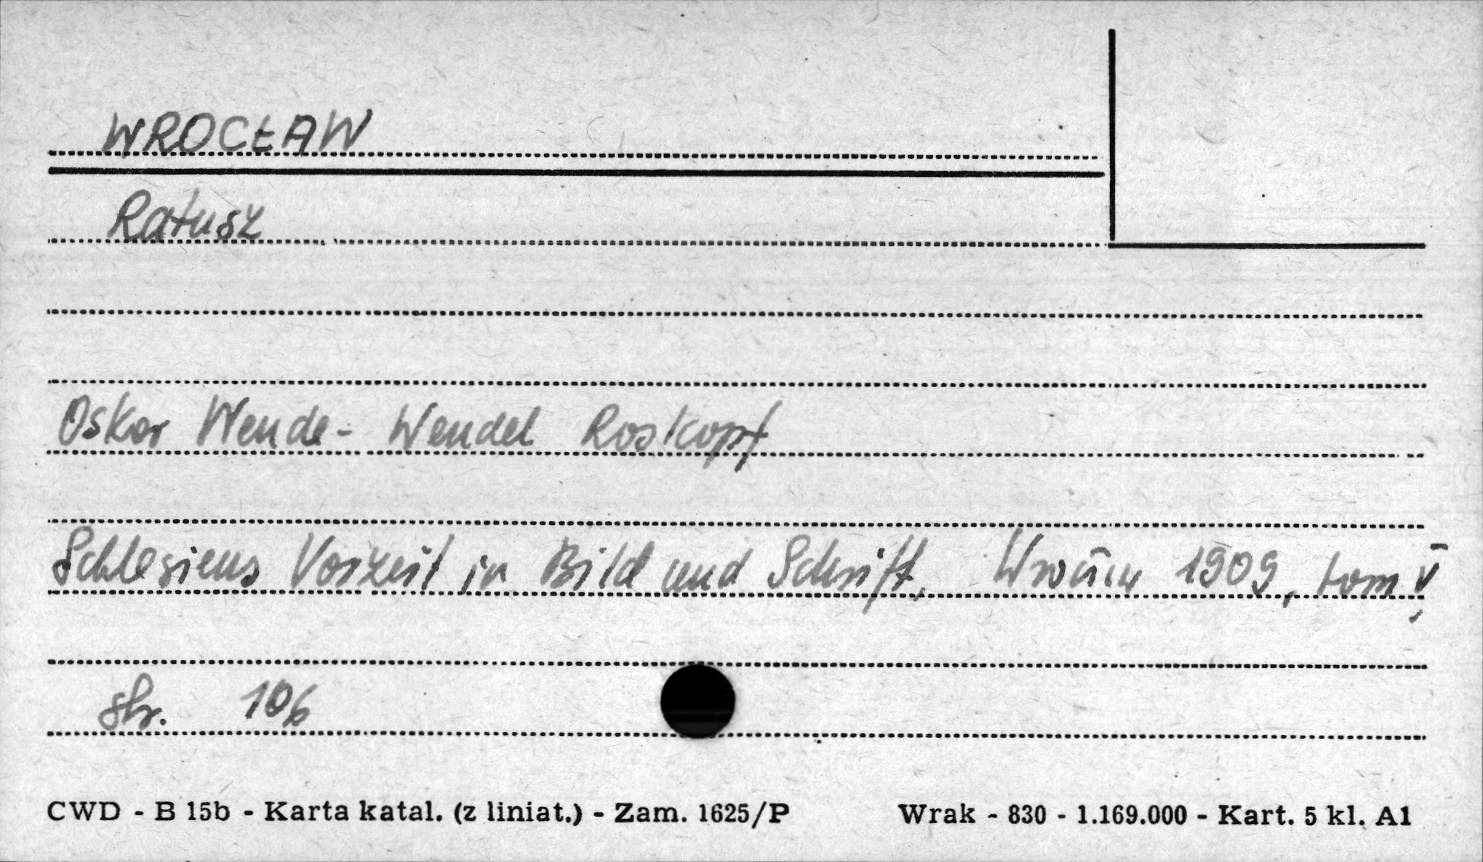 WROCŁAW
Ratusz
Oskar Wende - Wendel Roskopf
Schlesiens Vorzeit in Bild und Schrift, 1909, tom V,
str. 106
CWD - B 15b - Karta katal. (z liniat.) - Zam. 1625/P Wrak - 830 - 1.169.000 - Kart. 5 kl. A1